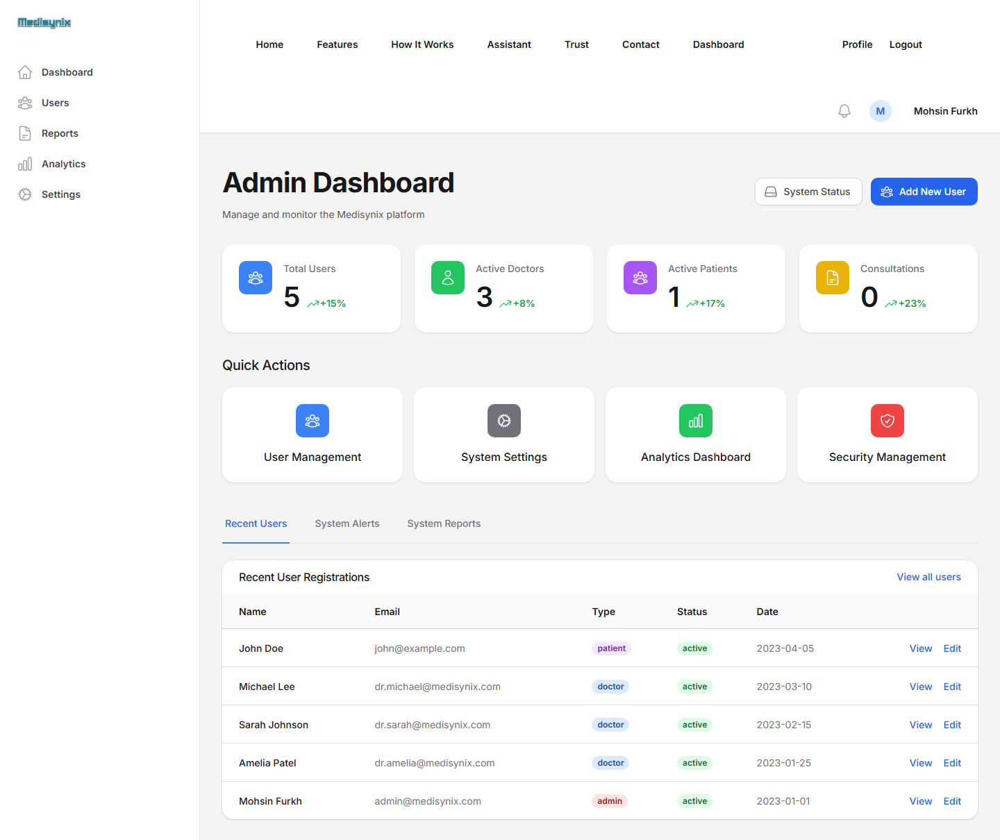 Medisynix
Dashboard
Users
Reports
Analytics
Settings
Home Features How It Works Assistant Trust Contact Dashboard Profile Logout
M Mohsin Furkh
Admin Dashboard
Manage and monitor the Medisynix platform
System Status
Add New User
Total Users
5 +15%
Active Doctors
3 +8%
Active Patients
1 +17%
Consultations
0 +23%
Quick Actions
User Management
System Settings
Analytics Dashboard
Security Management
Recent Users System Alerts System Reports
Recent User Registrations View all users
Name Email Type Status Date
John Doe john@example.com patient active 2023-04-05 View Edit
Michael Lee dr.michael@medisynix.com doctor active 2023-03-10 View Edit
Sarah Johnson dr.sarah@medisynix.com doctor active 2023-02-15 View Edit
Amelia Patel dr.amelia@medisynix.com doctor active 2023-01-25 View Edit
Mohsin Furkh admin@medisynix.com admin active 2023-01-01 View Edit